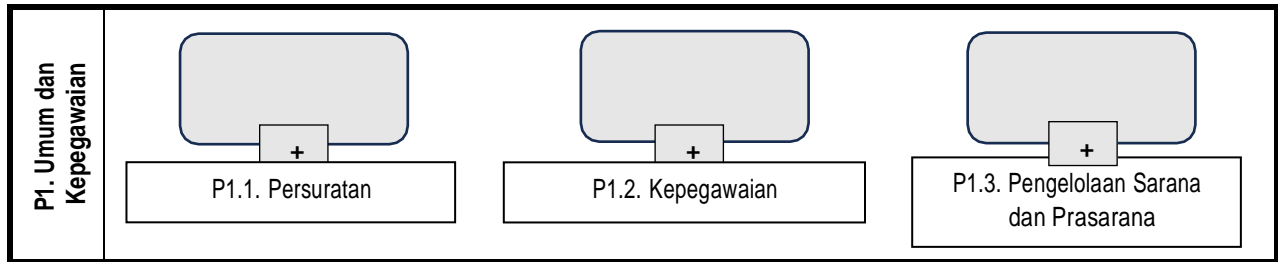 P1. Umum dan
Kepegawaian
+
P1.1. Persuratan
+
P1.2. Kepegawaian
+
P1.3. Pengelolaan Sarana
dan Prasarana